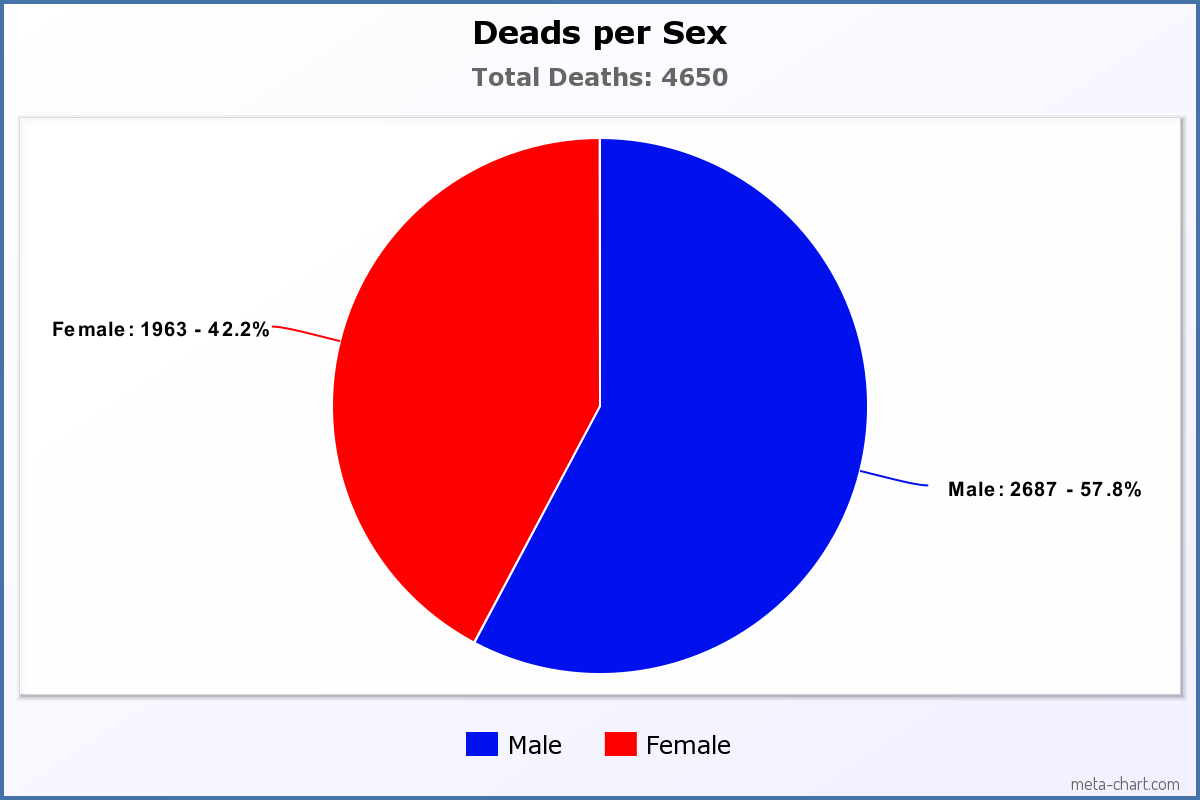 Deads per Sex
Total Deaths: 4650
Female: 1963 - 42.2%
Male: 2687 - 57.8%
Male
Female
meta-chart.com